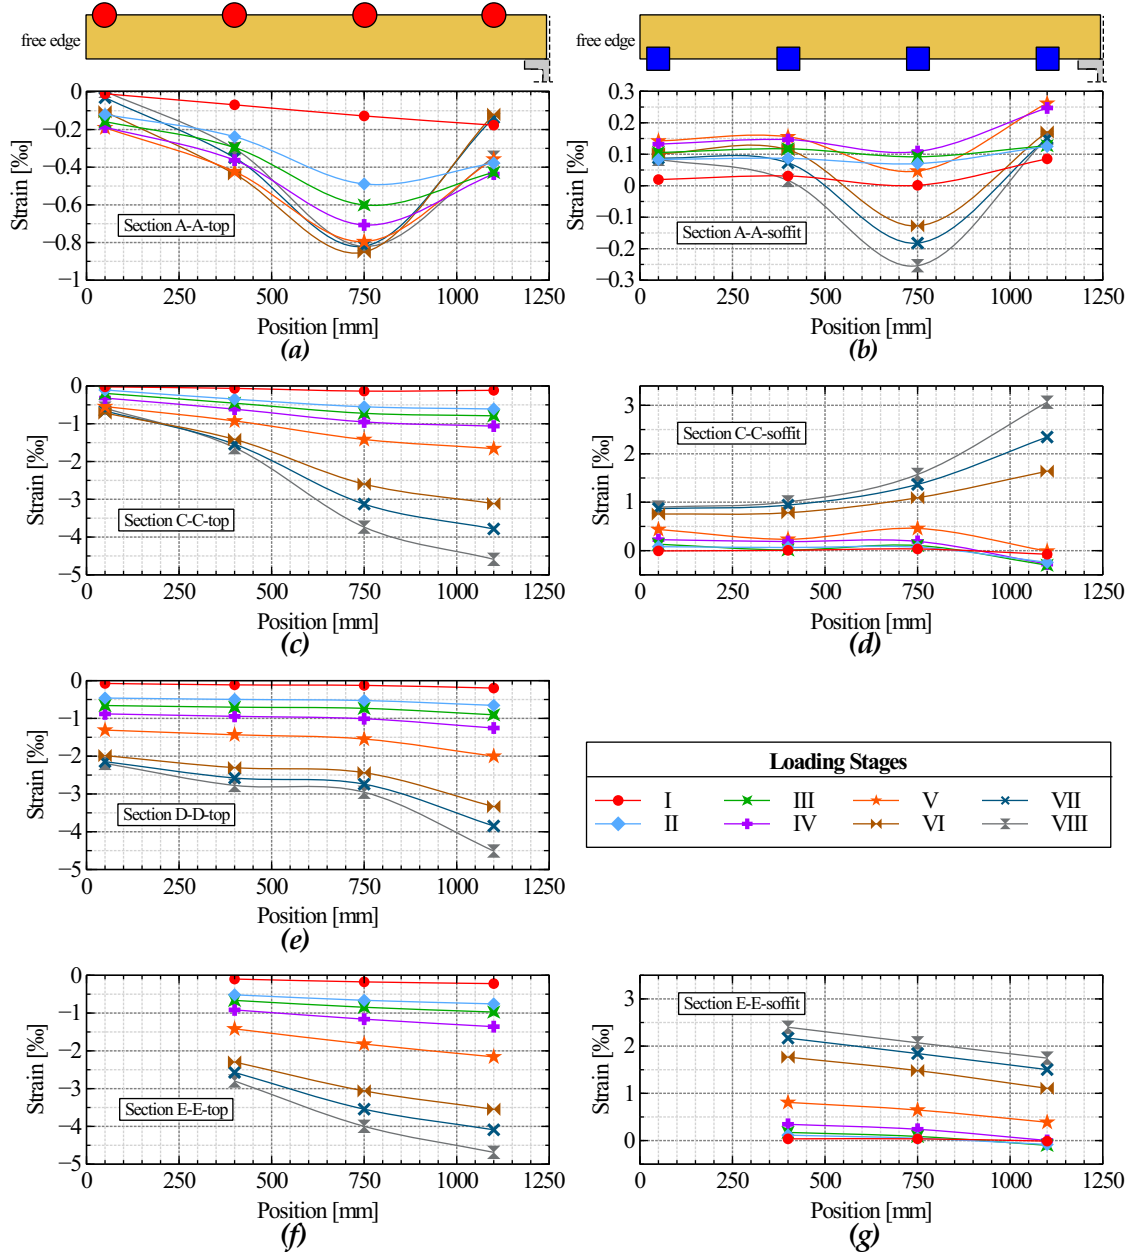 free edge
free edge
0
−0.2
−0.4
−0.6
−0.8
−1
Strain [‰]
Section A-A-top
0 250 500 750 1000 1250
Position [mm]
(a)
0.3
0.2
0.1
0
−0.1
−0.2
−0.3
Strain [‰]
Section A-A-soffit
0 250 500 750 1000 1250
Position [mm]
(b)
0
−1
−2
−3
−4
−5
Strain [‰]
Section C-C-top
0 250 500 750 1000 1250
Position [mm]
(c)
3
2
1
0
Strain [‰]
Section C-C-soffit
0 250 500 750 1000 1250
Position [mm]
(d)
0
−1
−2
−3
−4
−5
Strain [‰]
Section D-D-top
0 250 500 750 1000 1250
Position [mm]
(e)
Loading Stages
I III V VII
II IV VI VIII
0
−1
−2
−3
−4
−5
Strain [‰]
Section E-E-top
0 250 500 750 1000 1250
Position [mm]
(f)
3
2
1
0
Strain [‰]
Section E-E-soffit
0 250 500 750 1000 1250
Position [mm]
(g)